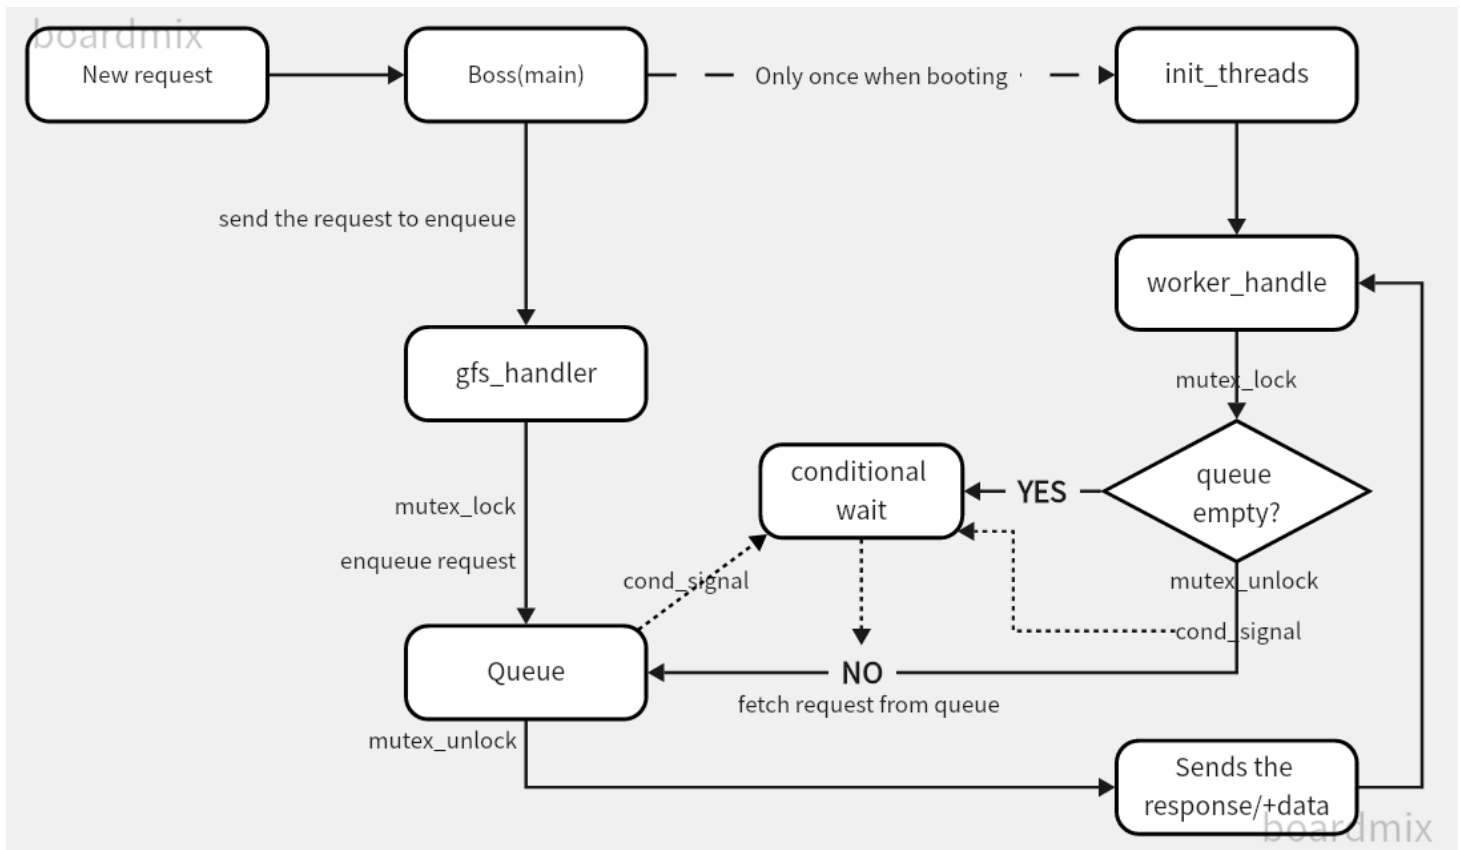 boardmix
New request
Boss(main)
Only once when booting
init_threads
send the request to enqueue
worker_handle
gfs_handler
mutex_lock
conditional
wait
YES
queue
empty?
mutex_lock
enqueue request
cond_signal
mutex_unlock
cond_signal
Queue
NO
fetch request from queue
mutex_unlock
Sends the
response/+data
boardmix